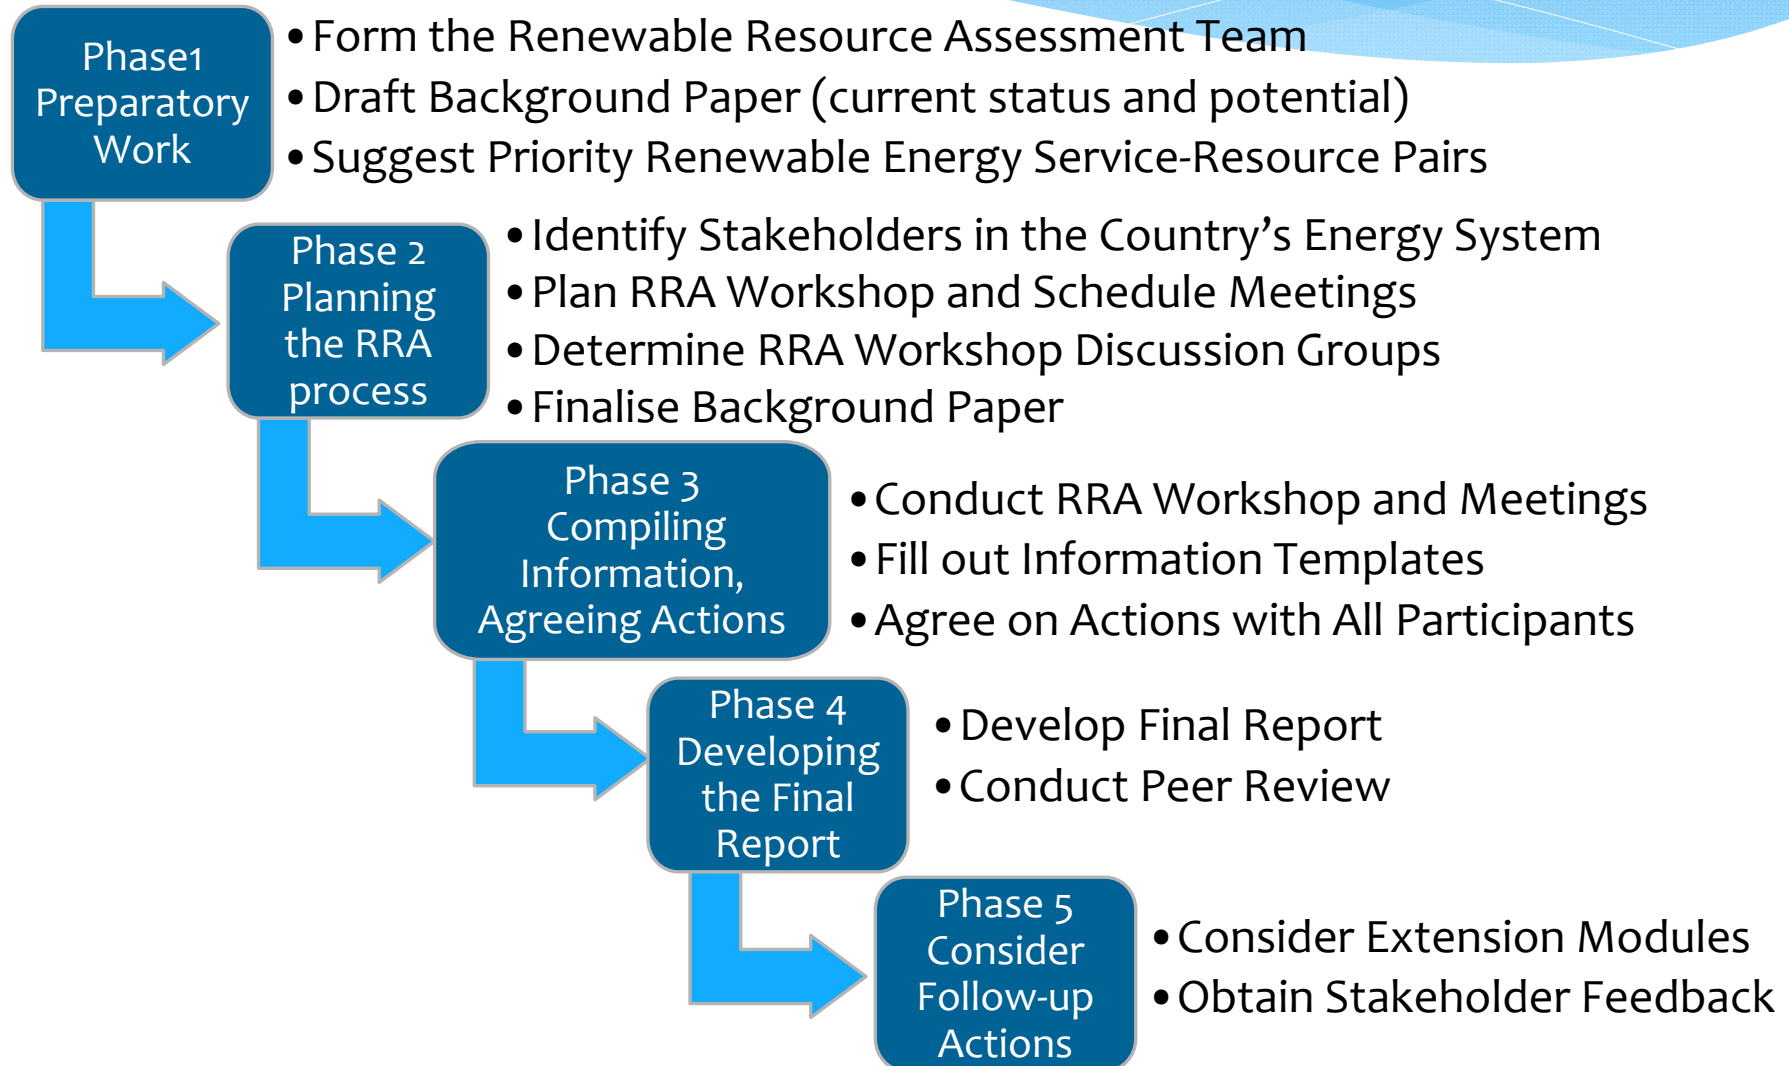 Phase1
Preparatory
Work
•Form the Renewable Resource Assessment Team
•Draft Background Paper (current status and potential)
•Suggest Priority Renewable Energy Service-Resource Pairs
Phase 2
Planning
the RRA
process
•Identify Stakeholders in the Country’s Energy System
•Plan RRA Workshop and Schedule Meetings
•Determine RRA Workshop Discussion Groups
•Finalise Background Paper
Phase 3
Compiling
Information,
Agreeing Actions
•Conduct RRA Workshop and Meetings
•Fill out Information Templates
•Agree on Actions with All Participants
Phase 4
Developing
the Final
Report
•Develop Final Report
•Conduct Peer Review
Phase 5
Consider
Follow-up
Actions
•Consider Extension Modules
•Obtain Stakeholder Feedback